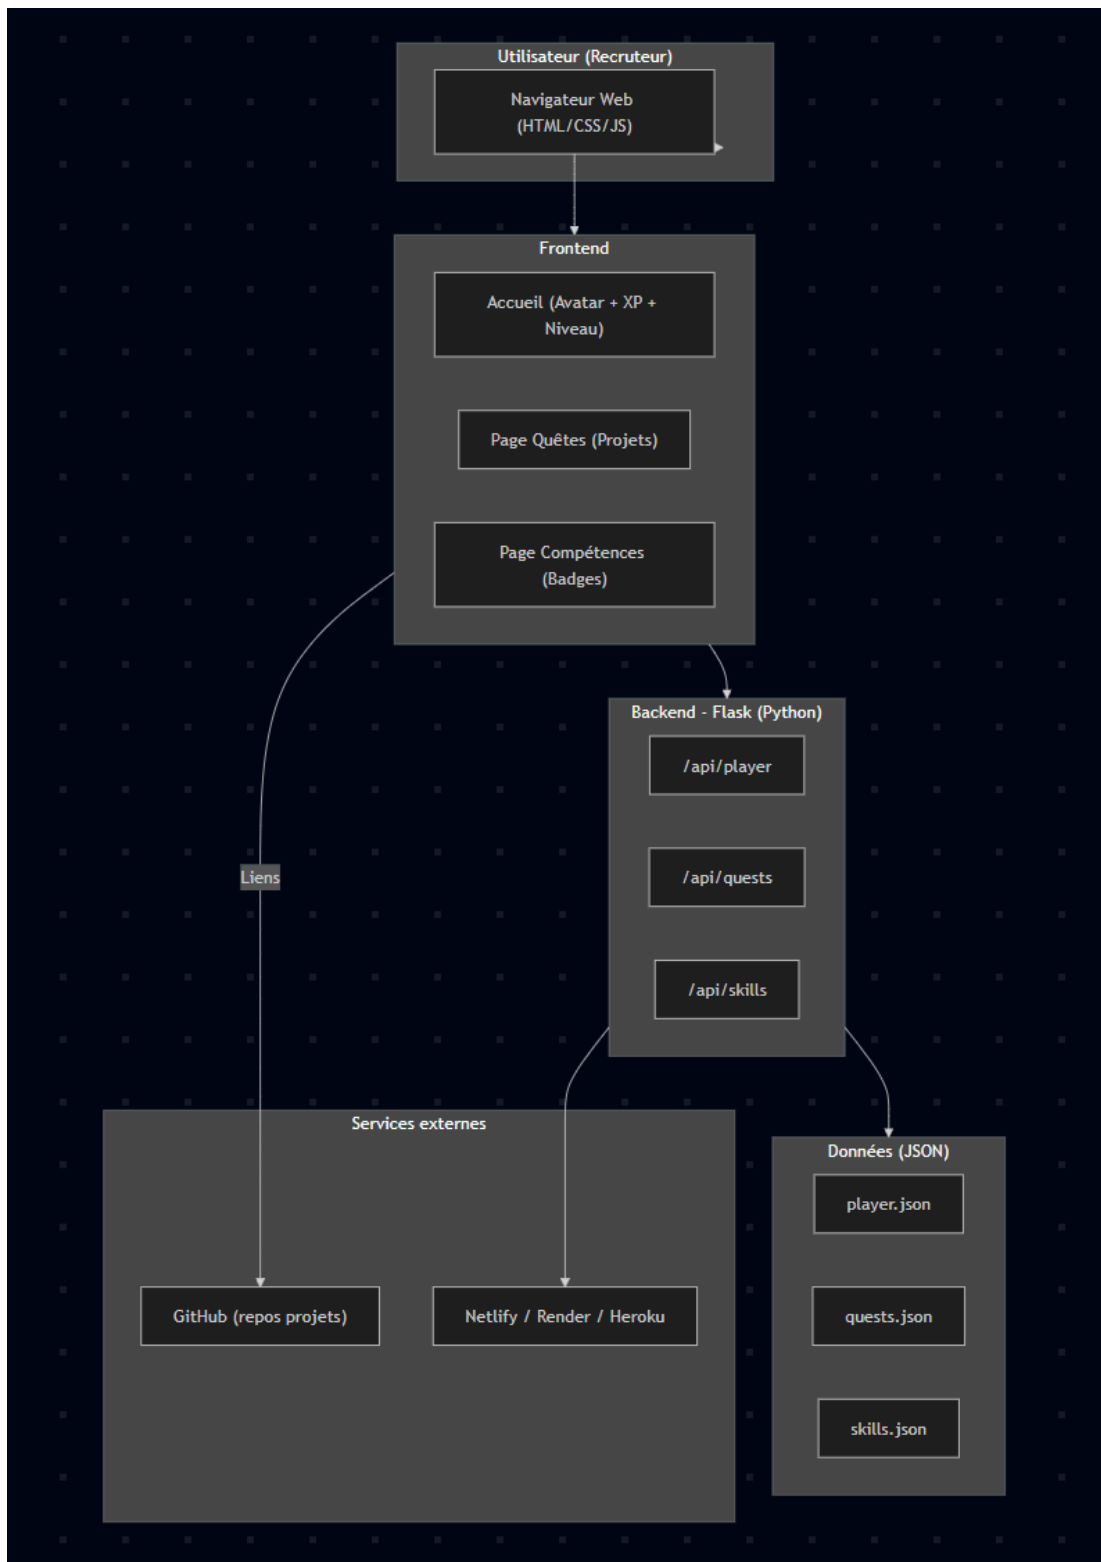 Utilisateur (Recruteur)
Navigateur Web
(HTML/CSS/JS)
Frontend
Accueil (Avatar + XP +
Niveau)
Page Quêtes (Projets)
Page Compétences
(Badges)
Backend - Flask (Python)
/api/player
/api/quests
/api/skills
Liens
Services externes
GitHub (repos projets)
Netlify / Render / Heroku
Données (JSON)
player.json
quests.json
skills.json